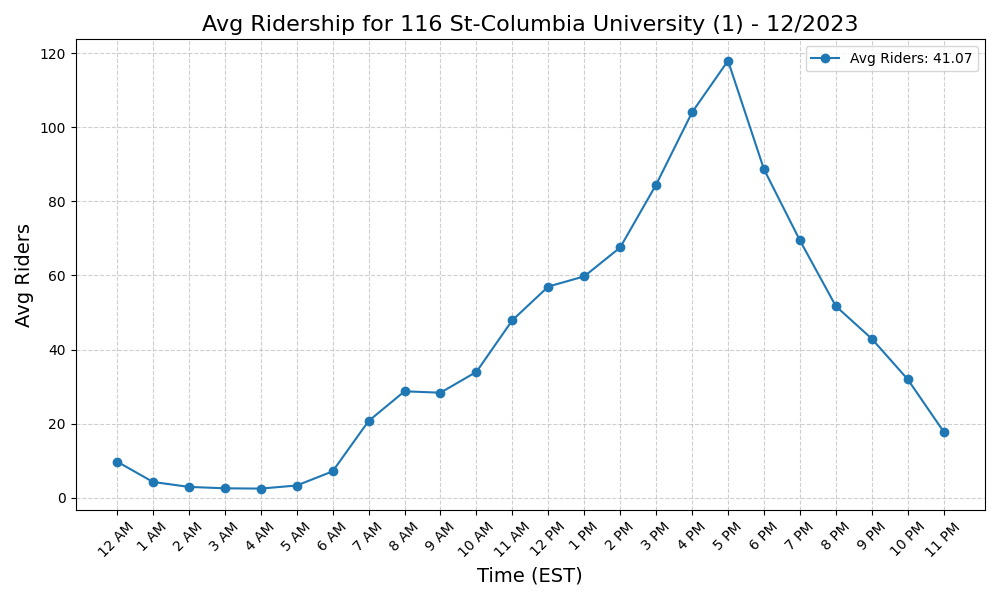 Avg Ridership for 116 St-Columbia University (1) - 12/2023
Avg Riders: 41.07
Avg Riders
120
100
80
60
40
20
0
12 AM
1 AM
2 AM
3 AM
4 AM
5 AM
6 AM
7 AM
8 AM
9 AM
10 AM
11 AM
12 PM
1 PM
2 PM
3 PM
4 PM
5 PM
6 PM
7 PM
8 PM
9 PM
10 PM
11 PM
Time (EST)